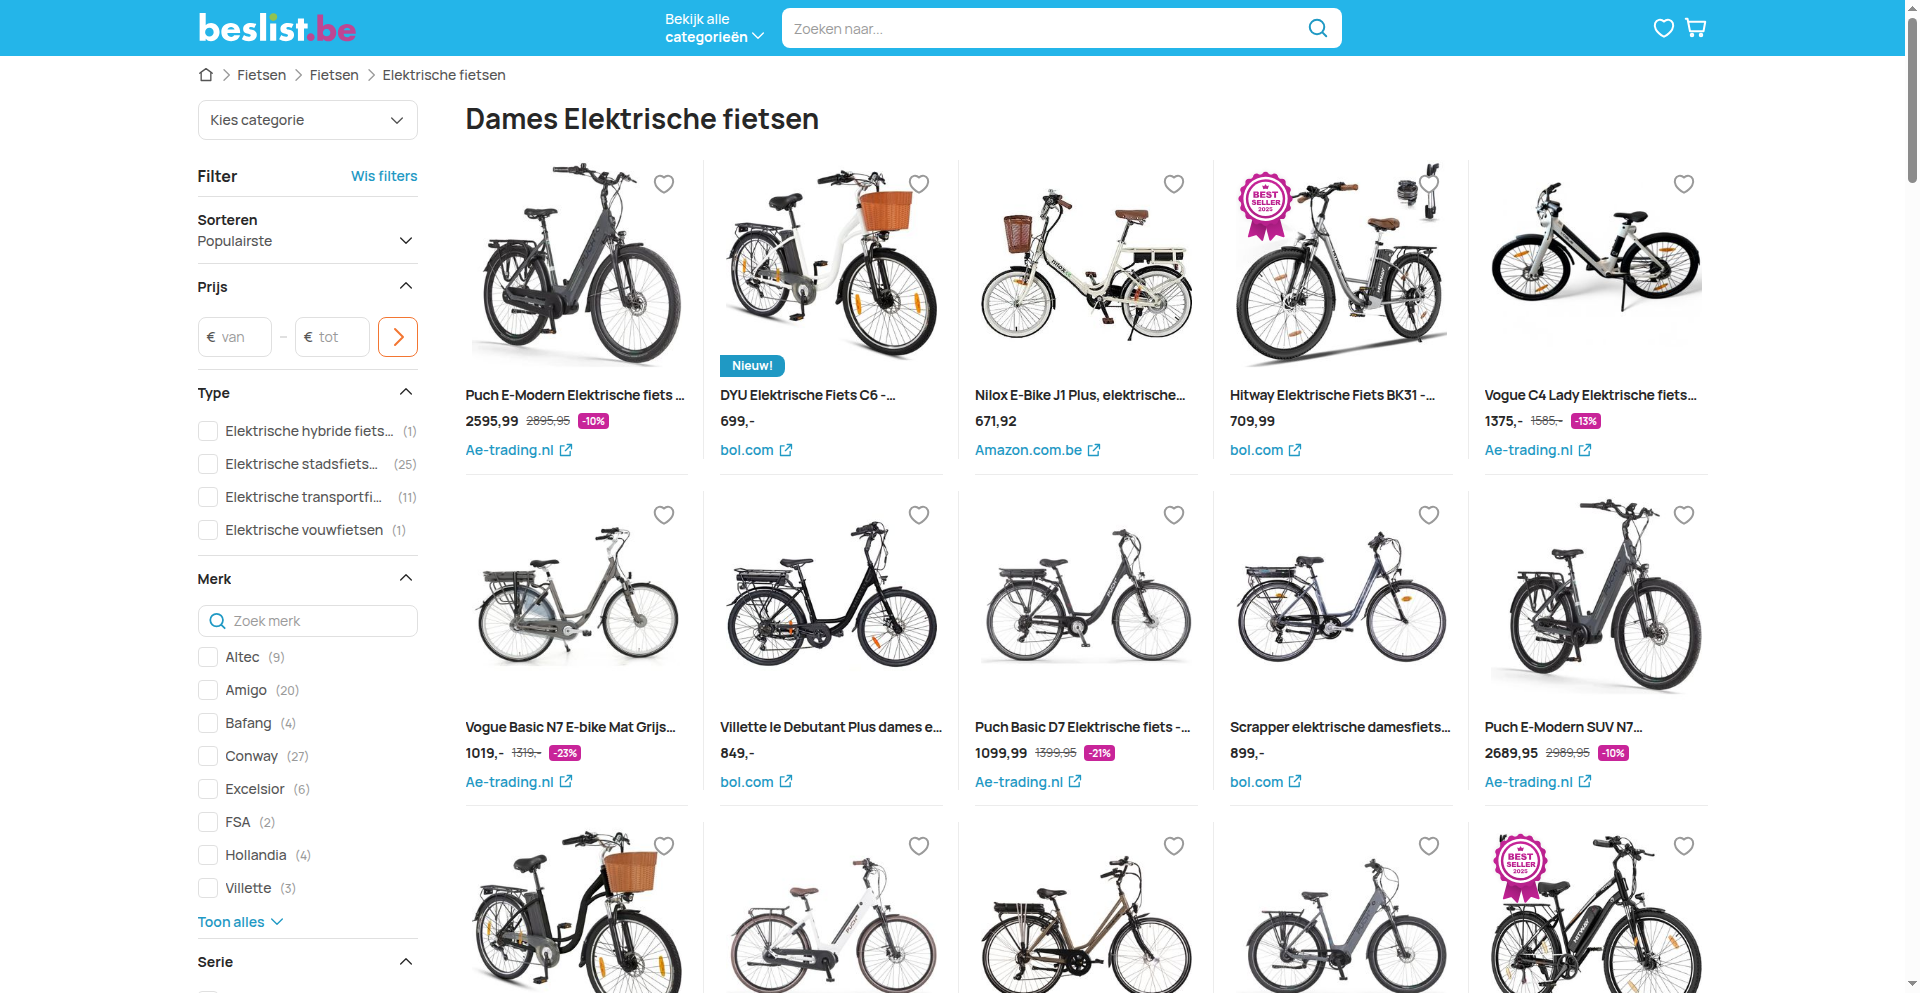 beslist.be
Bekijk alle
categorieën
Zoeken naar...
Fietsen
Fietsen
Elektrische fietsen
Kies categorie
Dames Elektrische fietsen
Filter
Wis filters
Sorteren
Populairste
Prijs
€ van
–
€ tot
Type
Elektrische hybride fiets... (1)
Elektrische stadsfiets... (25)
Elektrische transportfi... (11)
Elektrische vouwfietsen (1)
Merk
Zoek merk
Altec (9)
Amigo (20)
Bafang (4)
Conway (27)
Excelsior (6)
FSA (2)
Hollandia (4)
Villette (3)
Toon alles
Serie
Puch E-Modern Elektrische fiets ...
2595,99 2895,95 -10%
Ae-trading.nl
Nieuw!
DYU Elektrische Fiets C6 -...
699,-
bol.com
Nilox E-Bike J1 Plus, elektrische...
671,92
Amazon.com.be
BEST
SELLER
2025
Hitway Elektrische Fiets BK31 -...
709,99
bol.com
Vogue C4 Lady Elektrische fiets...
1375,- 1585,- -13%
Ae-trading.nl
Vogue Basic N7 E-bike Mat Grijs...
1019,- 1319,- -23%
Ae-trading.nl
Villette le Debutant Plus dames e...
849,-
bol.com
Puch Basic D7 Elektrische fiets -...
1099,99 1399,95 -21%
Ae-trading.nl
Scrapper elektrische damesfiets...
899,-
bol.com
Puch E-Modern SUV N7...
2689,95 2989,95 -10%
Ae-trading.nl
BEST
SELLER
2025